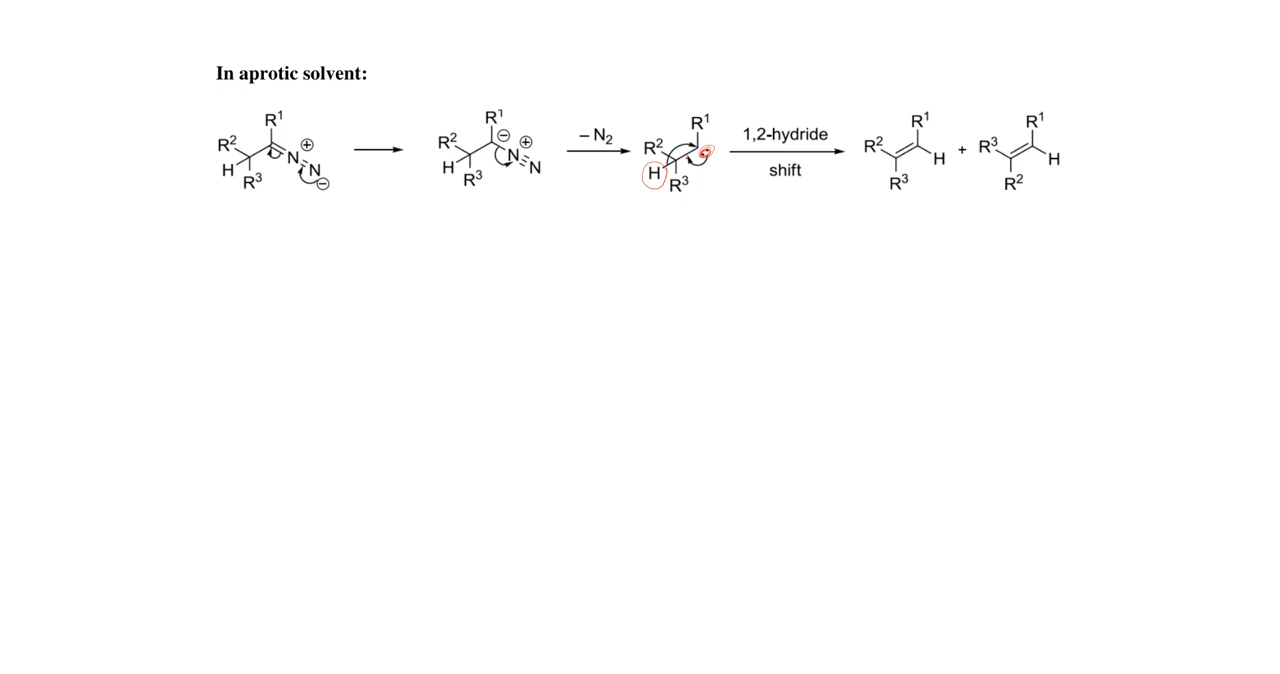 In aprotic solvent:
R¹ R² H R³ N ⊕ N ⊖
R¹ R² H R³ ⊖ N ⊕ N
– N₂
R¹ R² H R³
1,2-hydride
shift
R¹ R² R³ H
+
R¹ R³ R² H